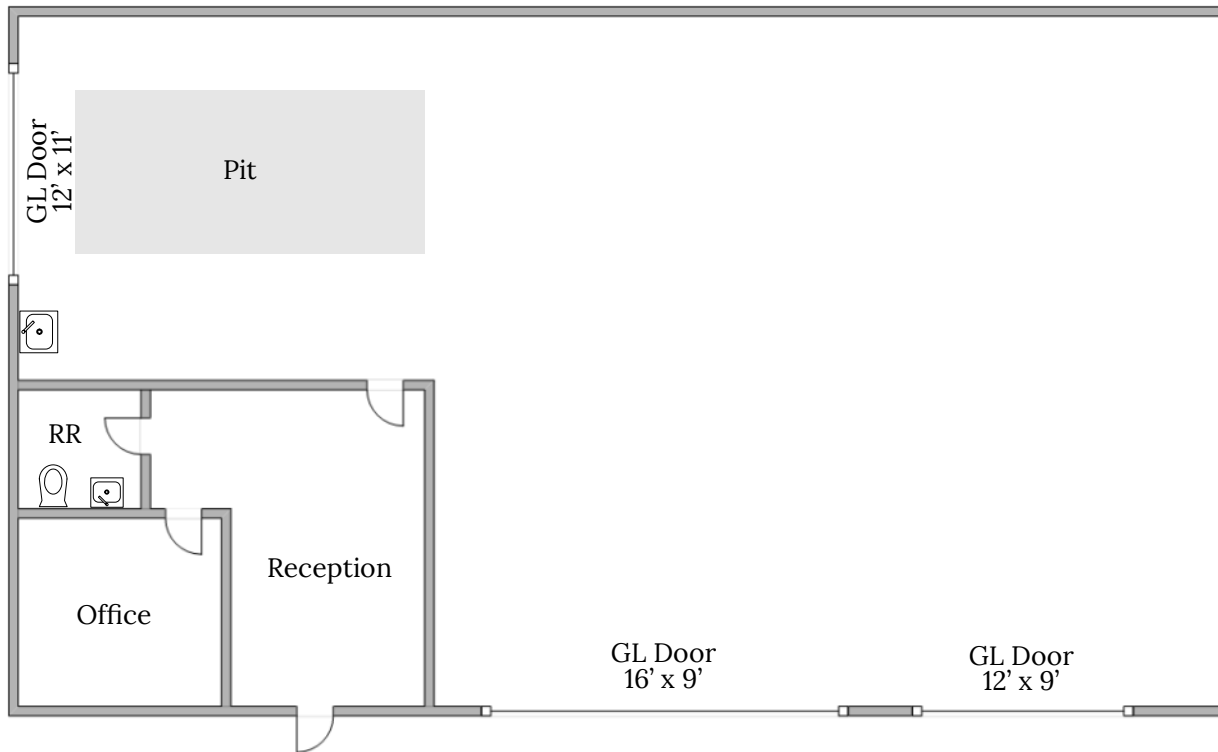 GL Door
12’ x 11’
Pit
RR
Reception
Office
GL Door
16’ x 9’
GL Door
12’ x 9’